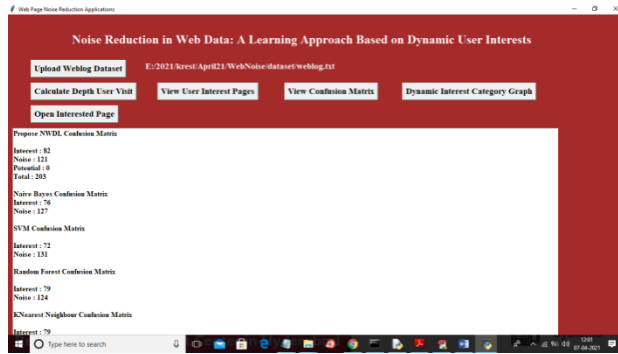 Web Page Noise Reduction Applications
Noise Reduction in Web Data: A Learning Approach Based on Dynamic User Interests
Upload Weblog Dataset E:/2021/krest/April21/WebNoise/dataset/weblog.txt
Calculate Depth User Visit View User Interest Pages View Confusion Matrix Dynamic Interest Category Graph
Open Interested Page
Propose NWDL Confusion Matrix
Interest : 82
Noise : 121
Potential : 0
Total : 203
Naive Bayes Confusion Matrix
Interest : 76
Noise : 127
SVM Confusion Matrix
Interest : 72
Noise : 131
Random Forest Confusion Matrix
Interest : 79
Noise : 124
KNearest Neighbour Confusion Matrix
Interest : 79
Type here to search
12:01
07-04-2021